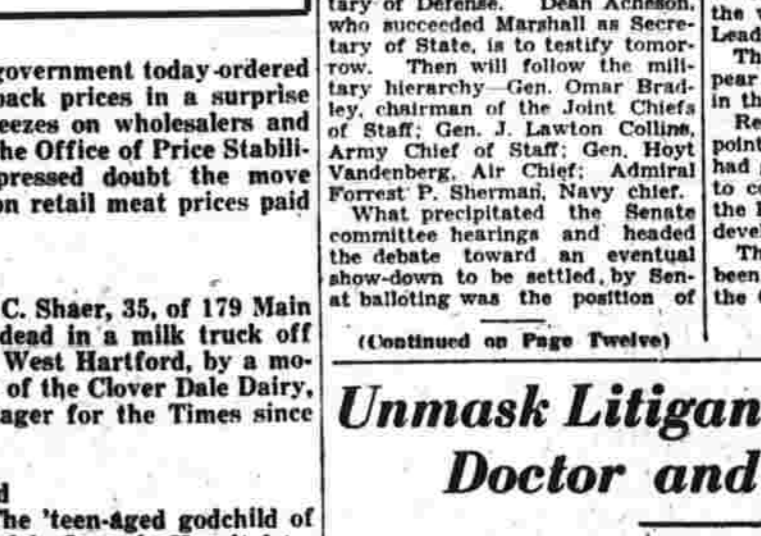 government today ordered
back prices in a surprise
eezes on wholesalers and
he Office of Price Stabili-
pressed doubt the move
on retail meat prices paid
C. Shaer, 35, of 179 Main
dead in a milk truck off
West Hartford, by a mo-
of the Clover Dale Dairy,
ager for the Times since
d
he 'teen-aged godchild of
tary of Defense. Dean Acheson,
who succeeded Marshall as Secre-
tary of State, is to testify tomor-
row. Then will follow the mili-
tary hierarchy—Gen. Omar Brad-
ley, chairman of the Joint Chiefs
of Staff; Gen. J. Lawton Collins,
Army Chief of Staff; Gen. Hoyt
Vandenberg, Air Chief; Admiral
Forrest P. Sherman, Navy chief.
What precipitated the Senate
committee hearings and headed
the debate toward an eventual
show-down to be settled by Sen-
at balloting was the position of
(Continued on Page Twelve)
Unmask Litigan
Doctor and
the
Lead
Th
pear
in th
Re
point
had
to c
the
deve
Th
been
the